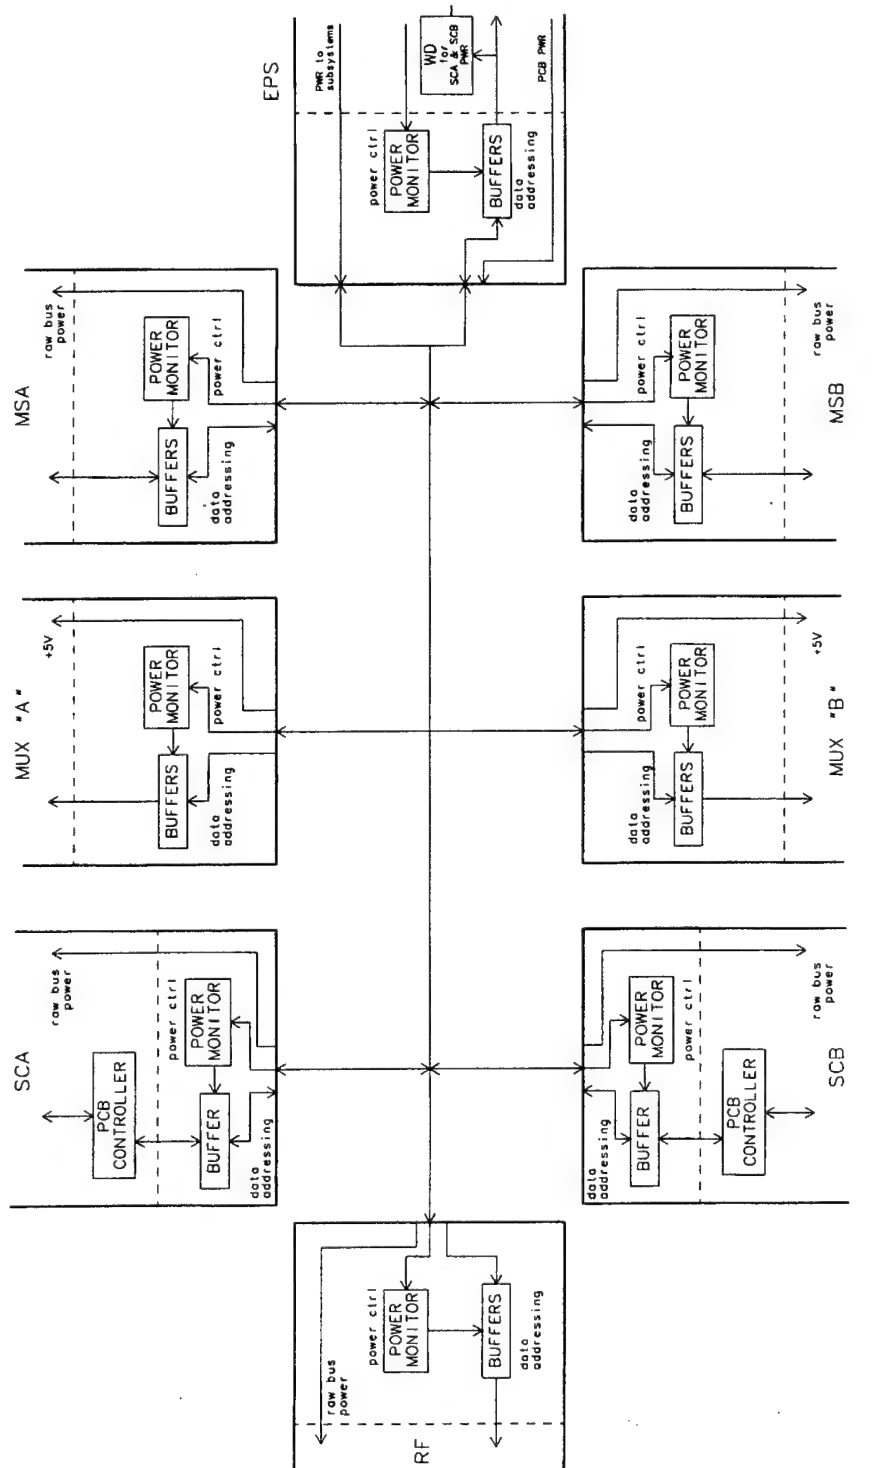 EPS
PWR to
subsystems
WD
for
SCA & SCB
PWR
PCB PWR
power ctrl
POWER
MONITOR
BUFFERS
data
addressing
MSA
raw bus
power
POWER
MONITOR
power ctrl
BUFFERS
data
addressing
MSB
raw bus
power
power ctrl
POWER
MONITOR
BUFFERS
data
addressing
MUX "A"
+5V
POWER
MONITOR
power ctrl
BUFFERS
data
addressing
MUX "B"
+5V
power ctrl
POWER
MONITOR
BUFFERS
data
addressing
SCA
raw bus
power
power ctrl
POWER
MONITOR
PCB
CONTROLLER
BUFFER
data
addressing
SCB
raw bus
power
POWER
MONITOR
power ctrl
BUFFER
PCB
CONTROLLER
data
addressing
RF
raw bus
power
power ctrl
POWER
MONITOR
BUFFERS
data
addressing